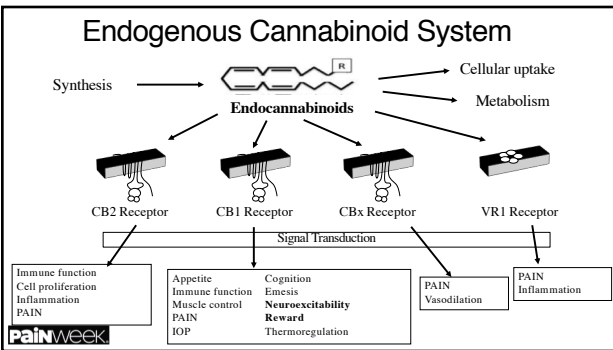 Endogenous Cannabinoid System
R
Synthesis
Cellular uptake
Metabolism
Endocannabinoids
CB2 Receptor
CB1 Receptor
CBx Receptor
VR1 Receptor
Signal Transduction
Immune function
Cell proliferation
Inflammation
PAIN
Appetite
Immune function
Muscle control
PAIN
IOP
Cognition
Emesis
Neuroexcitability
Reward
Thermoregulation
PAIN
Vasodilation
PAIN
Inflammation
PaiNWEEK.